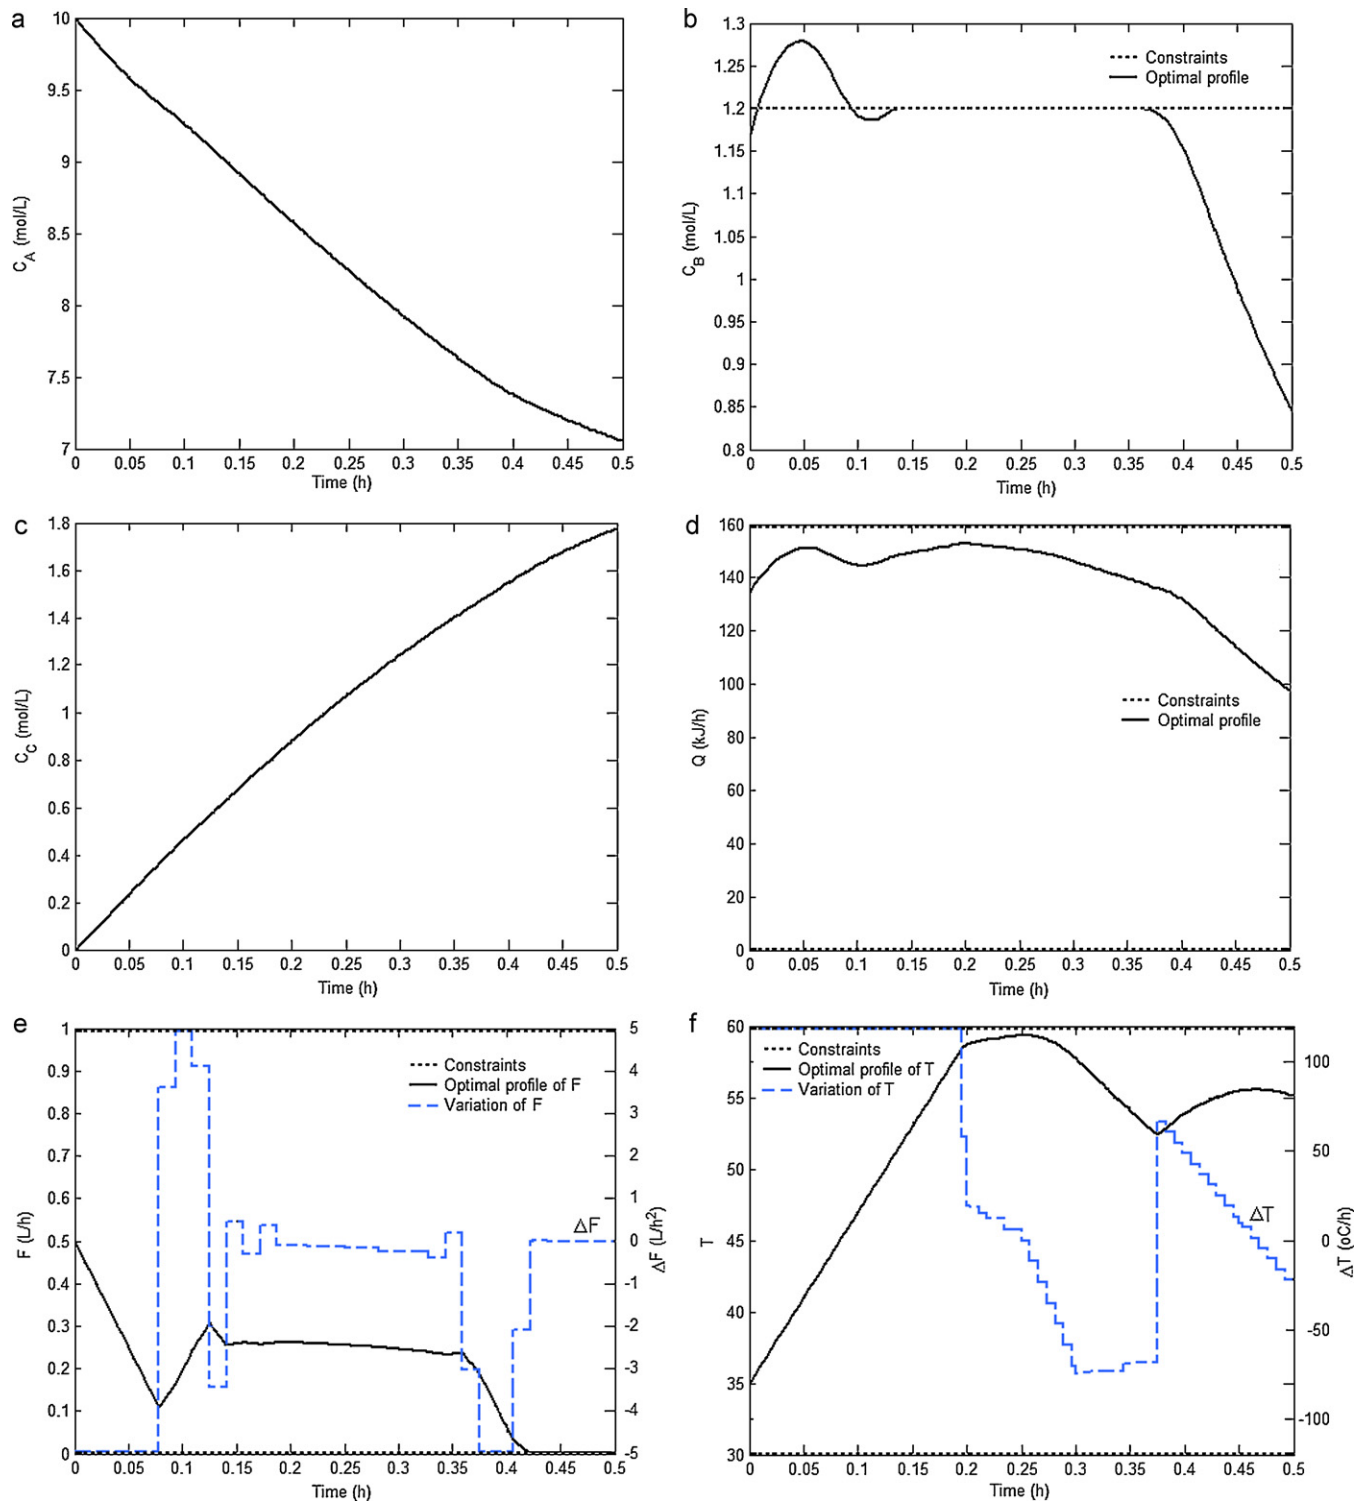 a
10
9.5
9
8.5
8
7.5
7
C_A (mol/L)
0 0.05 0.1 0.15 0.2 0.25 0.3 0.35 0.4 0.45 0.5
Time (h)
b
1.3
1.25
1.2
1.15
1.1
1.05
1
0.95
0.9
0.85
0.8
C_B (mol/L)
Constraints
Optimal profile
0 0.05 0.1 0.15 0.2 0.25 0.3 0.35 0.4 0.45 0.5
Time (h)
c
1.8
1.6
1.4
1.2
1
0.8
0.6
0.4
0.2
0
C_C (mol/L)
0 0.05 0.1 0.15 0.2 0.25 0.3 0.35 0.4 0.45 0.5
Time (h)
d
160
140
120
100
80
60
40
20
0
Q (kJ/h)
Constraints
Optimal profile
0 0.05 0.1 0.15 0.2 0.25 0.3 0.35 0.4 0.45 0.5
Time (h)
e
1
0.9
0.8
0.7
0.6
0.5
0.4
0.3
0.2
0.1
0
F (L/h)
Constraints
Optimal profile of F
Variation of F
ΔF
5
4
3
2
1
0
-1
-2
-3
-4
-5
ΔF (L/h²)
0 0.05 0.1 0.15 0.2 0.25 0.3 0.35 0.4 0.45 0.5
Time (h)
f
60
55
50
45
40
35
30
T
Constraints
Optimal profile of T
Variation of T
ΔT
100
50
0
-50
-100
ΔT (oC/h)
0 0.05 0.1 0.15 0.2 0.25 0.3 0.35 0.4 0.45 0.5
Time (h)